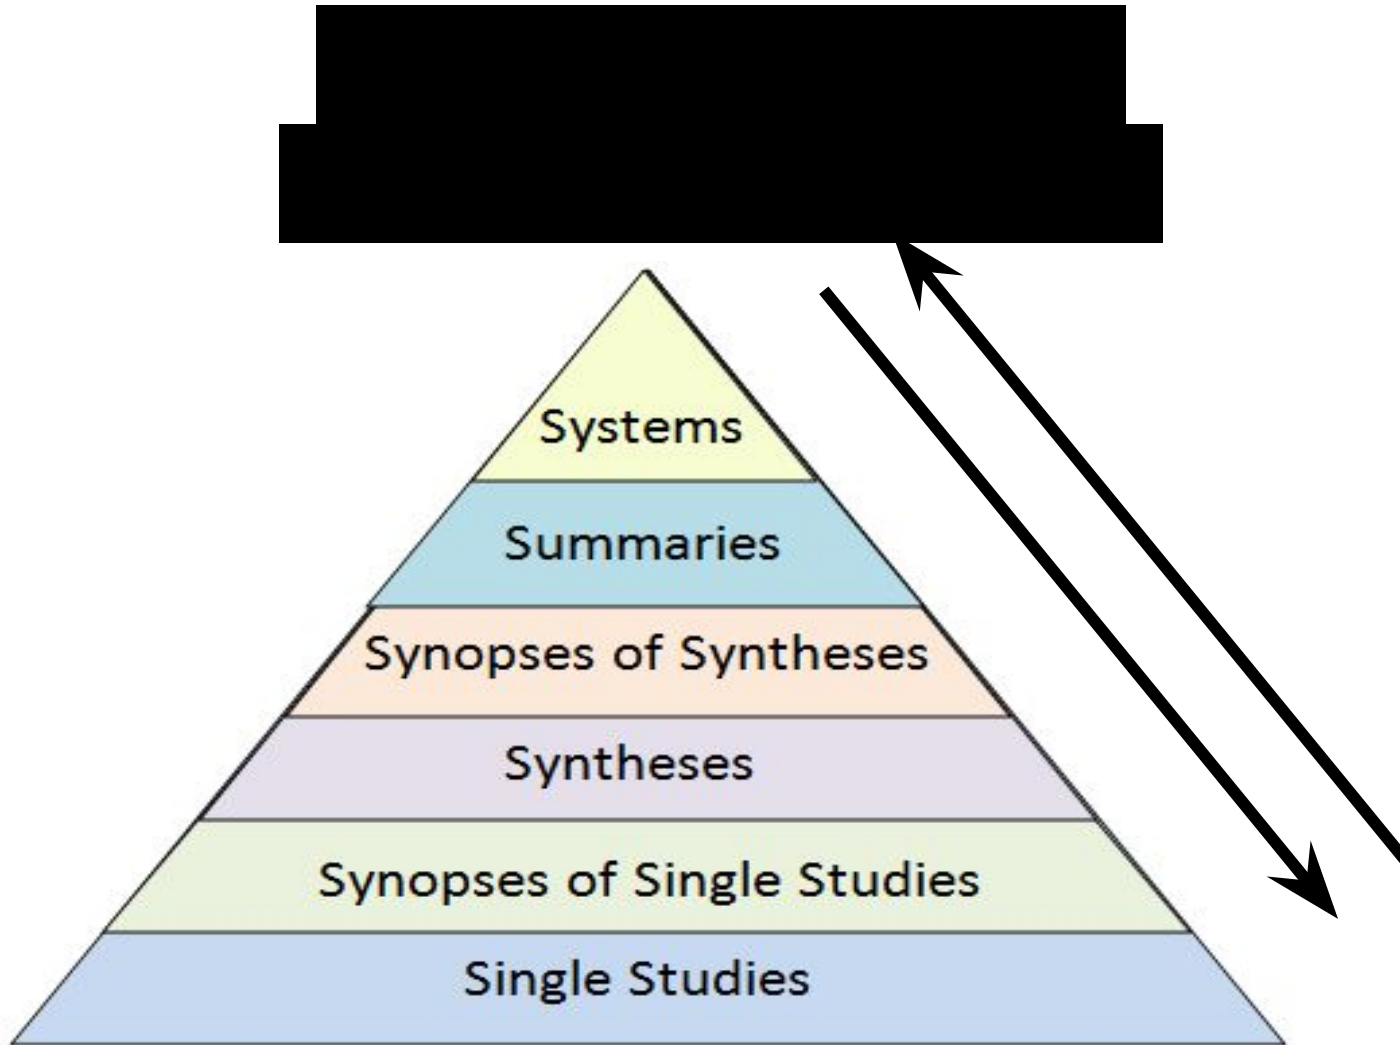 Systems
Summaries
Synopses of Syntheses
Syntheses
Synopses of Single Studies
Single Studies